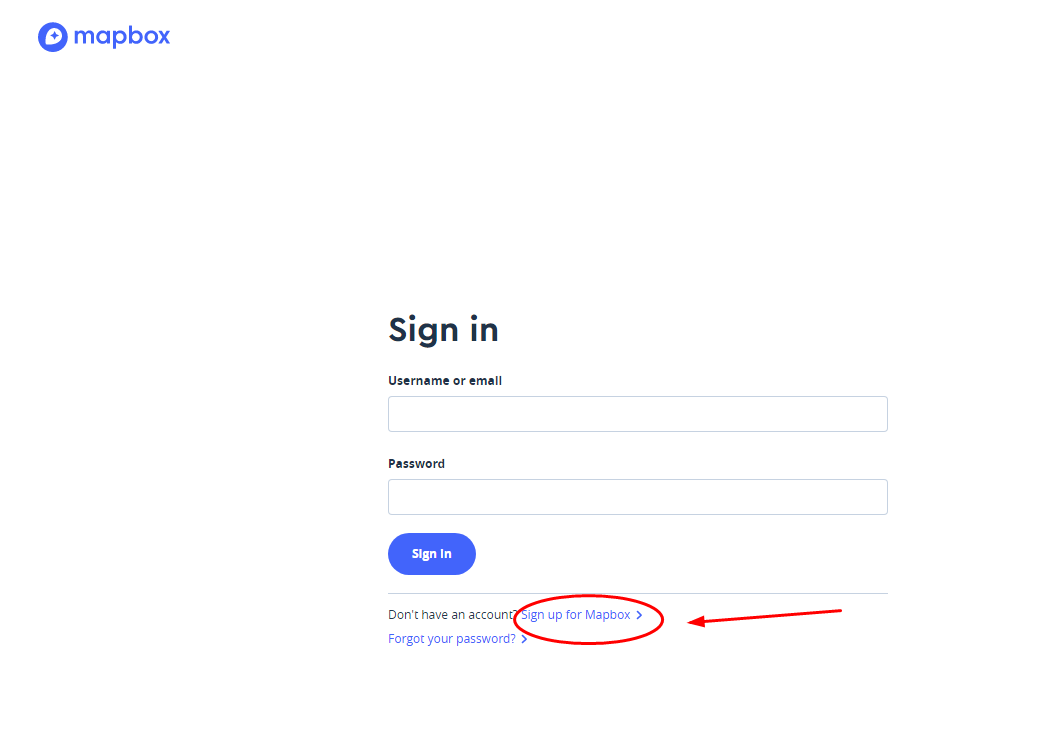 mapbox
Sign in
Username or email
Password
Sign in
Don't have an account? Sign up for Mapbox >
Forgot your password? >